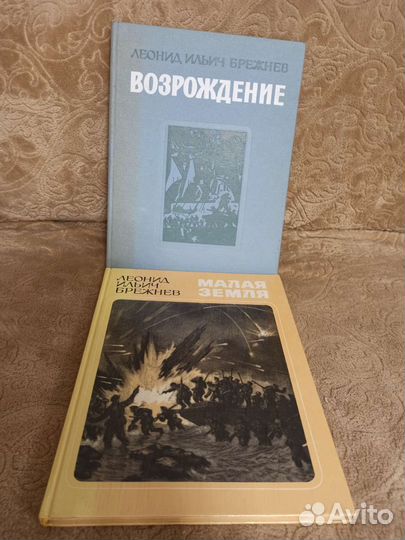 ЛЕОНИД ИЛЬИЧ БРЕЖНЕВ
ВОЗРОЖДЕНИЕ
ЛЕОНИД
ИЛЬИЧ
БРЕЖНЕВ
МАЛАЯ
ЗЕМЛЯ
Avito